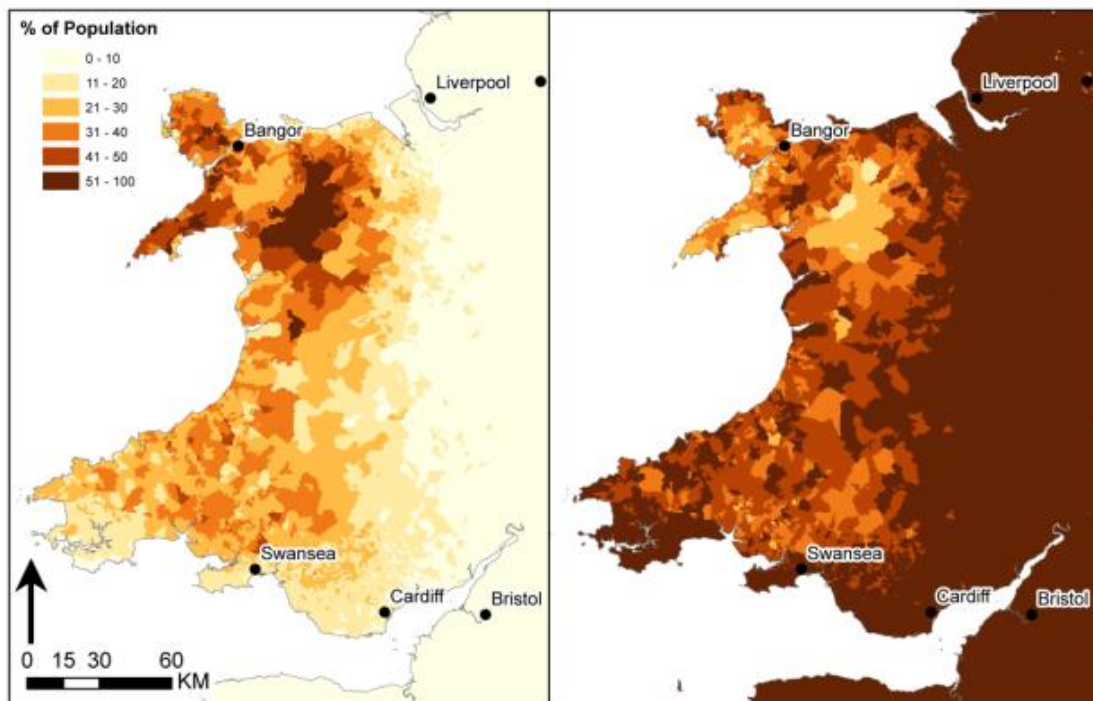 % of Population
0 - 10
11 - 20
21 - 30
31 - 40
41 - 50
51 - 100
Liverpool
Bangor
Swansea
Cardiff
Bristol
0 15 30 60
KM
Liverpool
Bangor
Swansea
Cardiff
Bristol